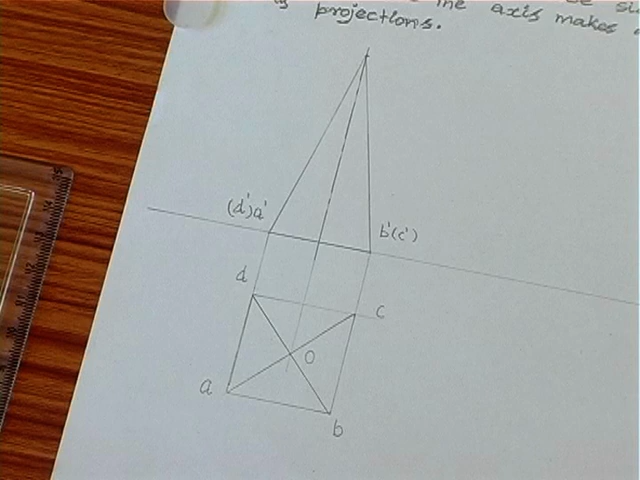 the axis makes
projections.
(d')a'
b'(c')
d
c
o
a
b